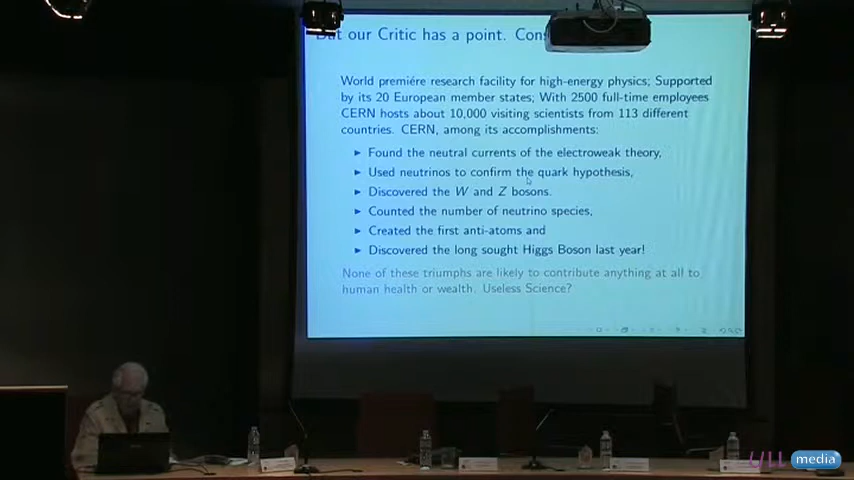 But our Critic has a point. Cons
World premiére research facility for high-energy physics; Supported
by its 20 European member states; With 2500 full-time employees
CERN hosts about 10,000 visiting scientists from 113 different
countries. CERN, among its accomplishments:
► Found the neutral currents of the electroweak theory,
► Used neutrinos to confirm the quark hypothesis,
► Discovered the W and Z bosons.
► Counted the number of neutrino species,
► Created the first anti-atoms and
► Discovered the long sought Higgs Boson last year!
None of these triumphs are likely to contribute anything at all to
human health or wealth. Useless Science?
ULL media